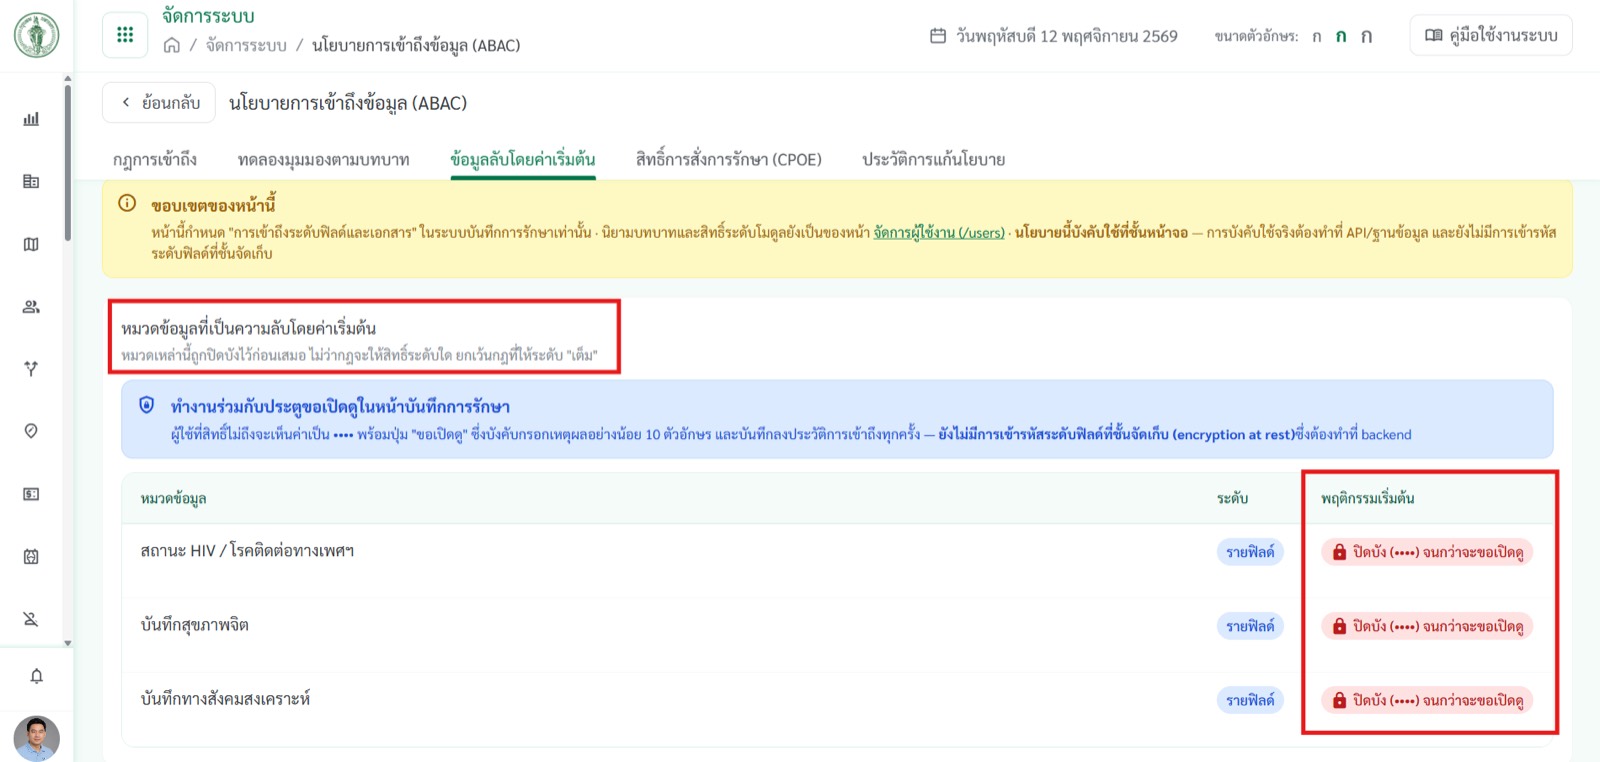 จัดการระบบ
/ จัดการระบบ / นโยบายการเข้าถึงข้อมูล (ABAC)
วันพฤหัสบดี 12 พฤศจิกายน 2569
ขนาดตัวอักษร: ก ก ก
คู่มือใช้งานระบบ
ย้อนกลับ
นโยบายการเข้าถึงข้อมูล (ABAC)
กฎการเข้าถึง
ทดลองมุมมองตามบทบาท
ข้อมูลลับโดยค่าเริ่มต้น
สิทธิ์การสั่งการรักษา (CPOE)
ประวัติการแก้นโยบาย
ขอบเขตของหน้านี้
หน้านี้กำหนด "การเข้าถึงระดับฟิลด์และเอกสาร" ในระบบบันทึกการรักษาเท่านั้น · นิยามบทบาทและสิทธิ์ระดับโมดูลยังเป็นของหน้า จัดการผู้ใช้งาน (/users) · นโยบายนี้บังคับใช้ที่ชั้นหน้าจอ — การบังคับใช้จริงต้องทำที่ API/ฐานข้อมูล และยังไม่มีการเข้ารหัส
ระดับฟิลด์ที่ชั้นจัดเก็บ
หมวดข้อมูลที่เป็นความลับโดยค่าเริ่มต้น
หมวดเหล่านี้ถูกปิดบังไว้ก่อนเสมอ ไม่ว่ากฎจะให้สิทธิ์ระดับใด ยกเว้นกฎที่ให้ระดับ "เต็ม"
ทำงานร่วมกับประตูขอเปิดดูในหน้าบันทึกการรักษา
ผู้ใช้ที่สิทธิ์ไม่ถึงจะเห็นค่าเป็น •••• พร้อมปุ่ม "ขอเปิดดู" ซึ่งบังคับกรอกเหตุผลอย่างน้อย 10 ตัวอักษร และบันทึกลงประวัติการเข้าถึงทุกครั้ง — ยังไม่มีการเข้ารหัสระดับฟิลด์ที่ชั้นจัดเก็บ (encryption at rest)ซึ่งต้องทำที่ backend
หมวดข้อมูล ระดับ พฤติกรรมเริ่มต้น
สถานะ HIV / โรคติดต่อทางเพศฯ รายฟิลด์ ปิดบัง (••••) จนกว่าจะขอเปิดดู
บันทึกสุขภาพจิต รายฟิลด์ ปิดบัง (••••) จนกว่าจะขอเปิดดู
บันทึกทางสังคมสงเคราะห์ รายฟิลด์ ปิดบัง (••••) จนกว่าจะขอเปิดดู